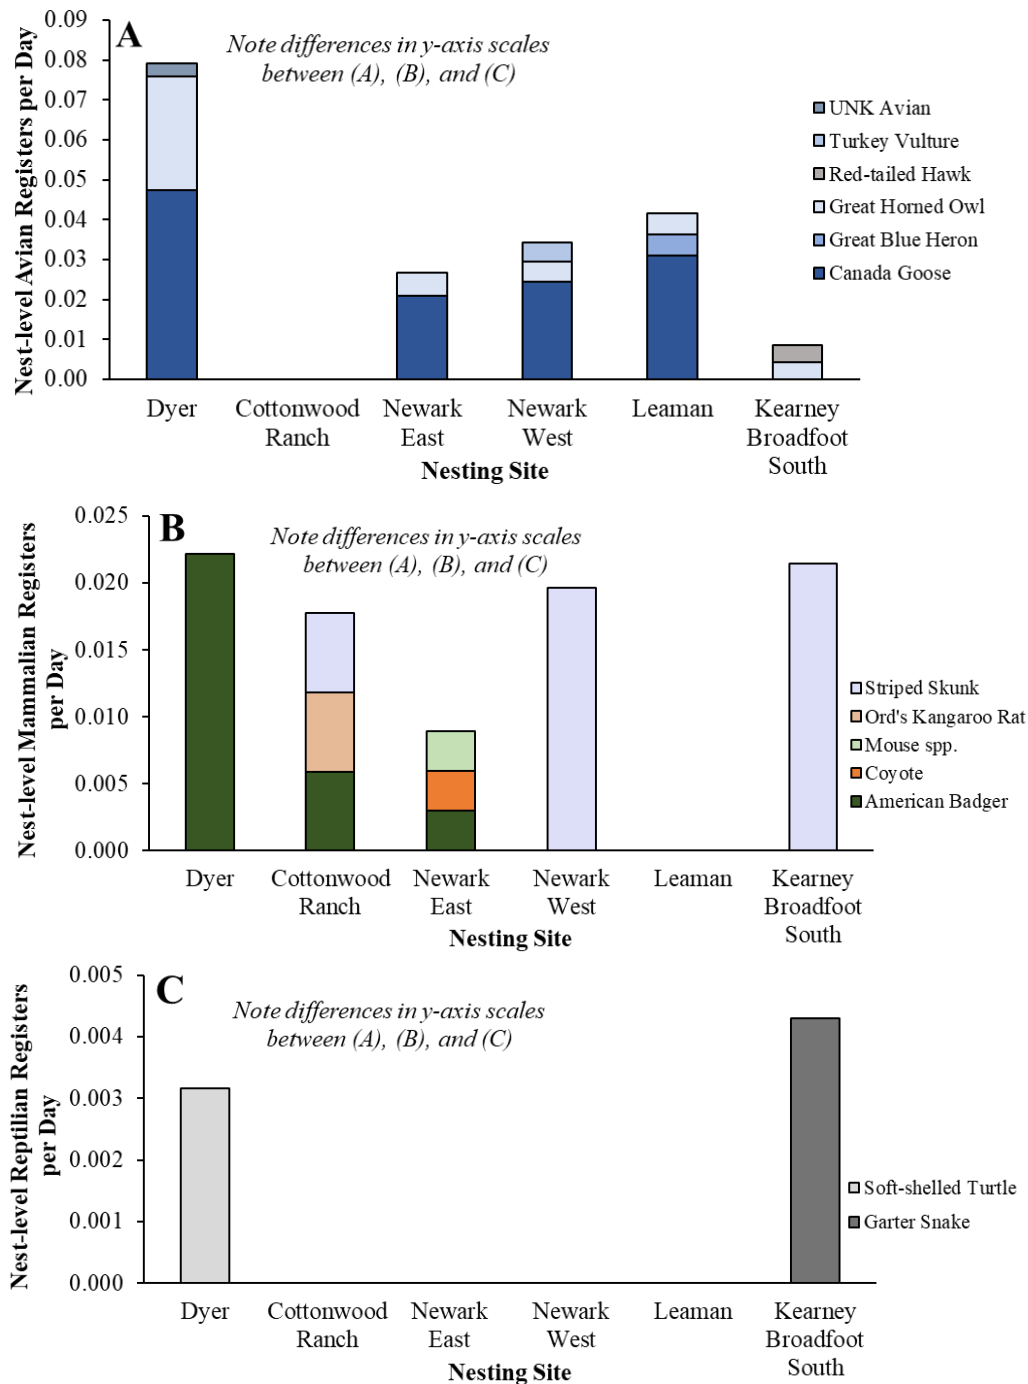 A
Note differences in y-axis scales
between (A), (B), and (C)
Nest-level Avian Registers per Day
0.09
0.08
0.07
0.06
0.05
0.04
0.03
0.02
0.01
0.00
UNK Avian
Turkey Vulture
Red-tailed Hawk
Great Horned Owl
Great Blue Heron
Canada Goose
Dyer
Cottonwood
Ranch
Newark
East
Newark
West
Leaman
Kearney
Broadfoot
South
Nesting Site
B
Note differences in y-axis scales
between (A), (B), and (C)
Nest-level Mammalian Registers
per Day
0.025
0.020
0.015
0.010
0.005
0.000
Striped Skunk
Ord's Kangaroo Rat
Mouse spp.
Coyote
American Badger
Dyer
Cottonwood
Ranch
Newark
East
Newark
West
Leaman
Kearney
Broadfoot
South
Nesting Site
C
Note differences in y-axis scales
between (A), (B), and (C)
Nest-level Reptilian Registers
per Day
0.005
0.004
0.003
0.002
0.001
0.000
Soft-shelled Turtle
Garter Snake
Dyer
Cottonwood
Ranch
Newark
East
Newark
West
Leaman
Kearney
Broadfoot
South
Nesting Site